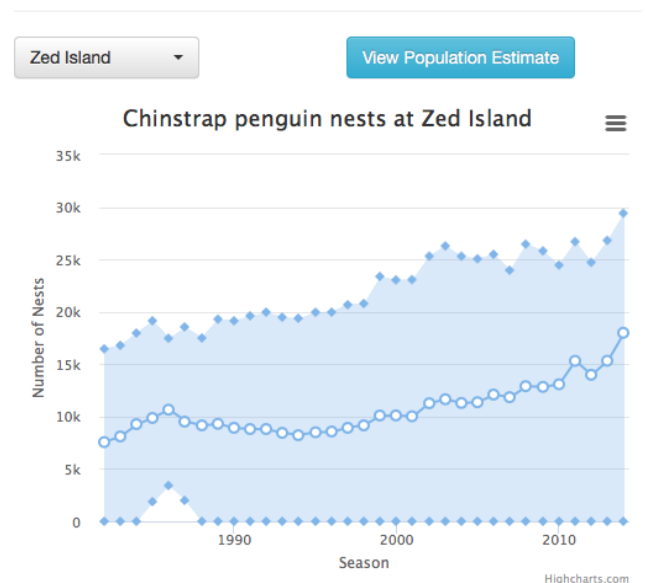 Zed Island
View Population Estimate
Chinstrap penguin nests at Zed Island
35k
30k
25k
20k
15k
10k
5k
0
Number of Nests
1990 2000 2010
Season
Highcharts.com